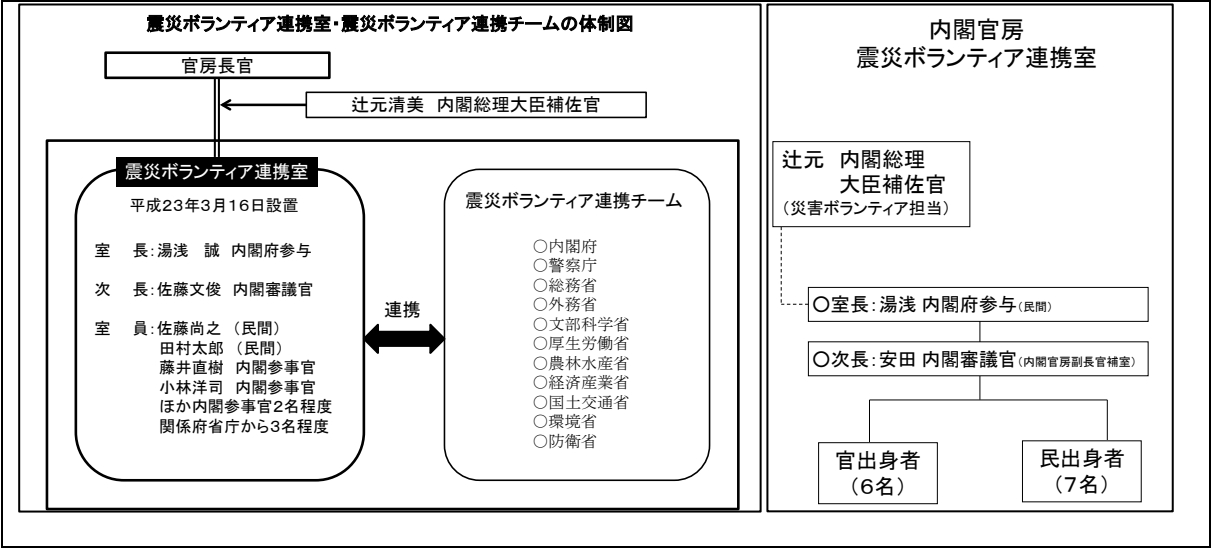 震災ボランティア連携室・震災ボランティア連携チームの体制図
官房長官
辻元清美 内閣総理大臣補佐官
震災ボランティア連携室
平成23年3月16日設置
室 長:湯浅 誠 内閣府参与
次 長:佐藤文俊 内閣審議官
室 員:佐藤尚之 (民間)
田村太郎 (民間)
藤井直樹 内閣参事官
小林洋司 内閣参事官
ほか内閣参事官2名程度
関係府省庁から3名程度
連携
震災ボランティア連携チーム
○内閣府
○警察庁
○総務省
○外務省
○文部科学省
○厚生労働省
○農林水産省
○経済産業省
○国土交通省
○環境省
○防衛省
内閣官房
震災ボランティア連携室
辻元 内閣総理
大臣補佐官
(災害ボランティア担当)
○室長:湯浅 内閣府参与(民間)
○次長:安田 内閣審議官(内閣官房副長官補室)
官出身者
(6名)
民出身者
(7名)